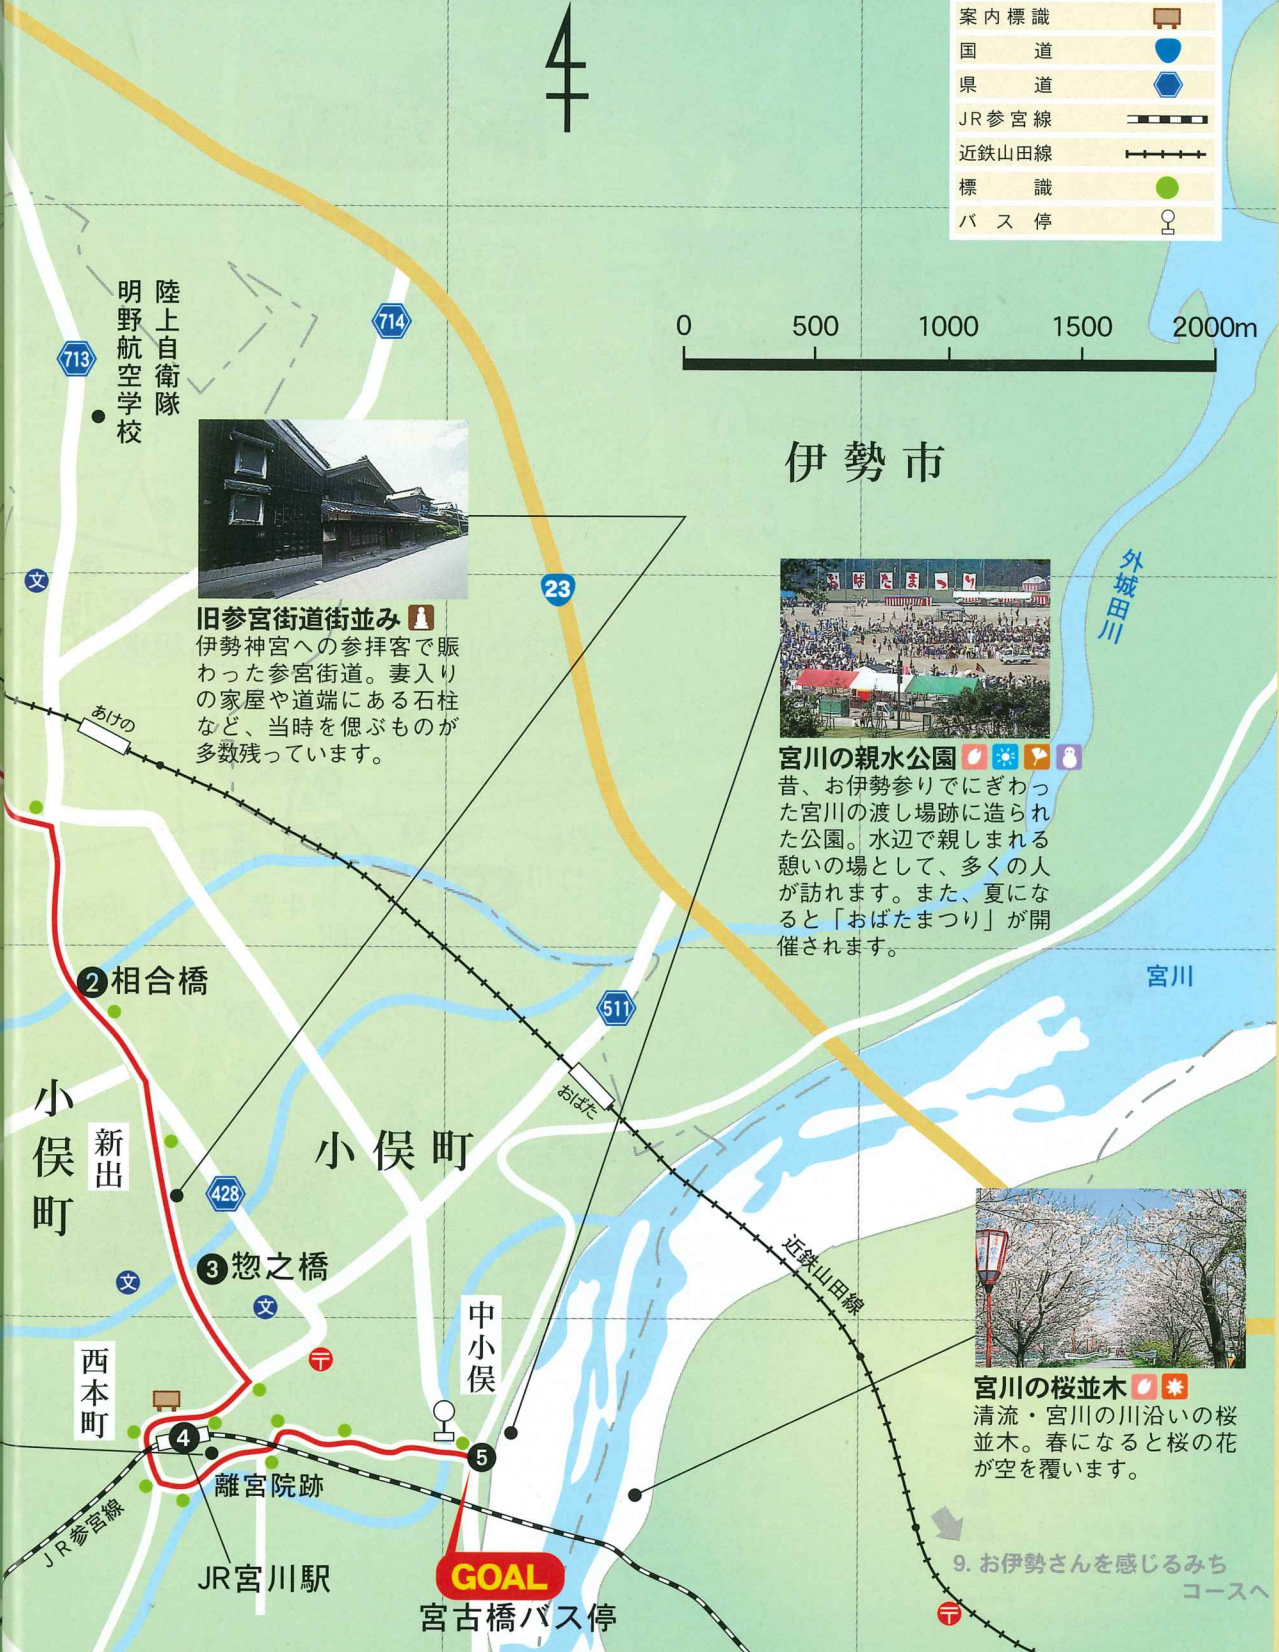 案内標識
国道
県道
JR参宮線
近鉄山田線
標識
バス停
0 500 1000 1500 2000m
陸上自衛隊
明野航空学校
713
714
伊勢市
外城田川
文
23
旧参宮街道街並み
伊勢神宮への参拝客で賑
わった参宮街道。妻入り
の家屋や道端にある石柱
など、当時を偲ぶものが
多数残っています。
おばたまつり
宮川の親水公園
昔、お伊勢参りでにぎわっ
た宮川の渡し場跡に造られ
た公園。水辺で親しまれる
憩いの場として、多くの人
が訪れます。また、夏にな
ると「おばたまつり」が開
催されます。
あけの
2 相合橋
宮川
511
おばた
小俣町
新出
小俣町
428
3 惣之橋
文
文
近鉄山田線
中小俣
西本町
〒
宮川の桜並木
清流・宮川の川沿いの桜
並木。春になると桜の花
が空を覆います。
4
5
離宮院跡
JR参宮線
JR宮川駅
GOAL
宮古橋バス停
9. お伊勢さんを感じるみち
コースへ
〒